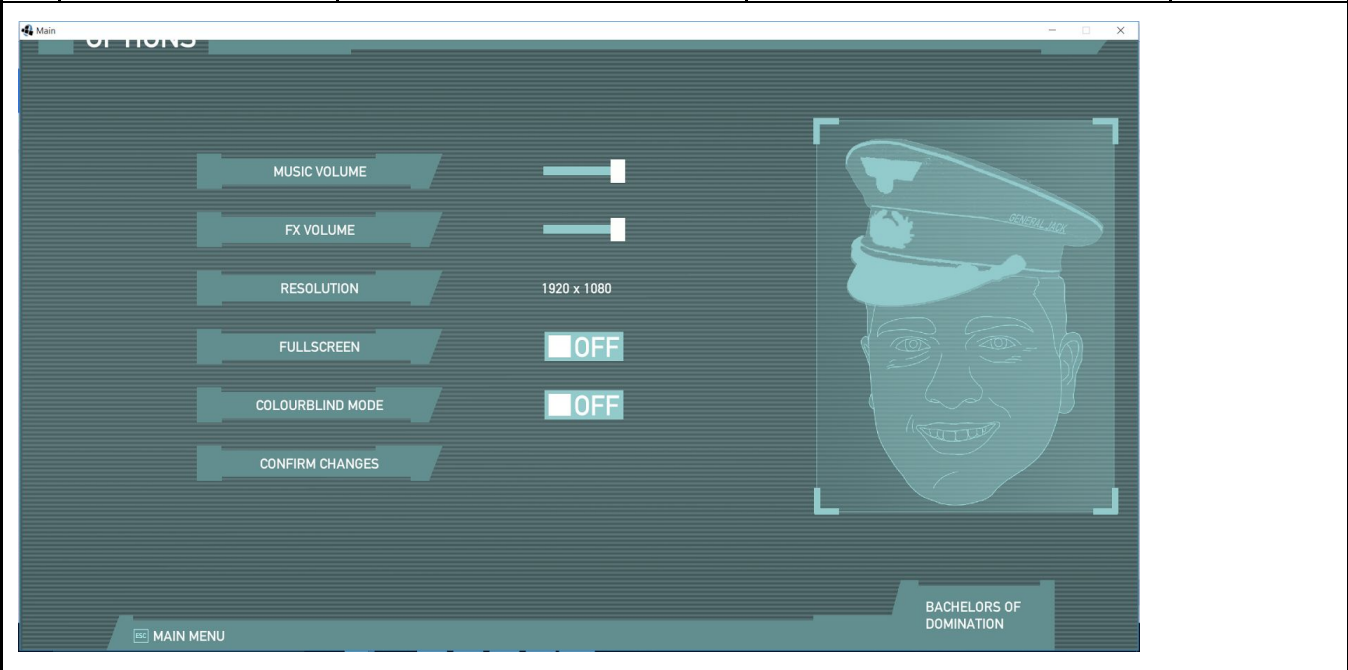 Main
OPTIONS
MUSIC VOLUME
FX VOLUME
RESOLUTION
1920 x 1080
FULLSCREEN
OFF
COLOURBLIND MODE
OFF
CONFIRM CHANGES
GENERAL JACK
BACHELORS OF
DOMINATION
ESC MAIN MENU